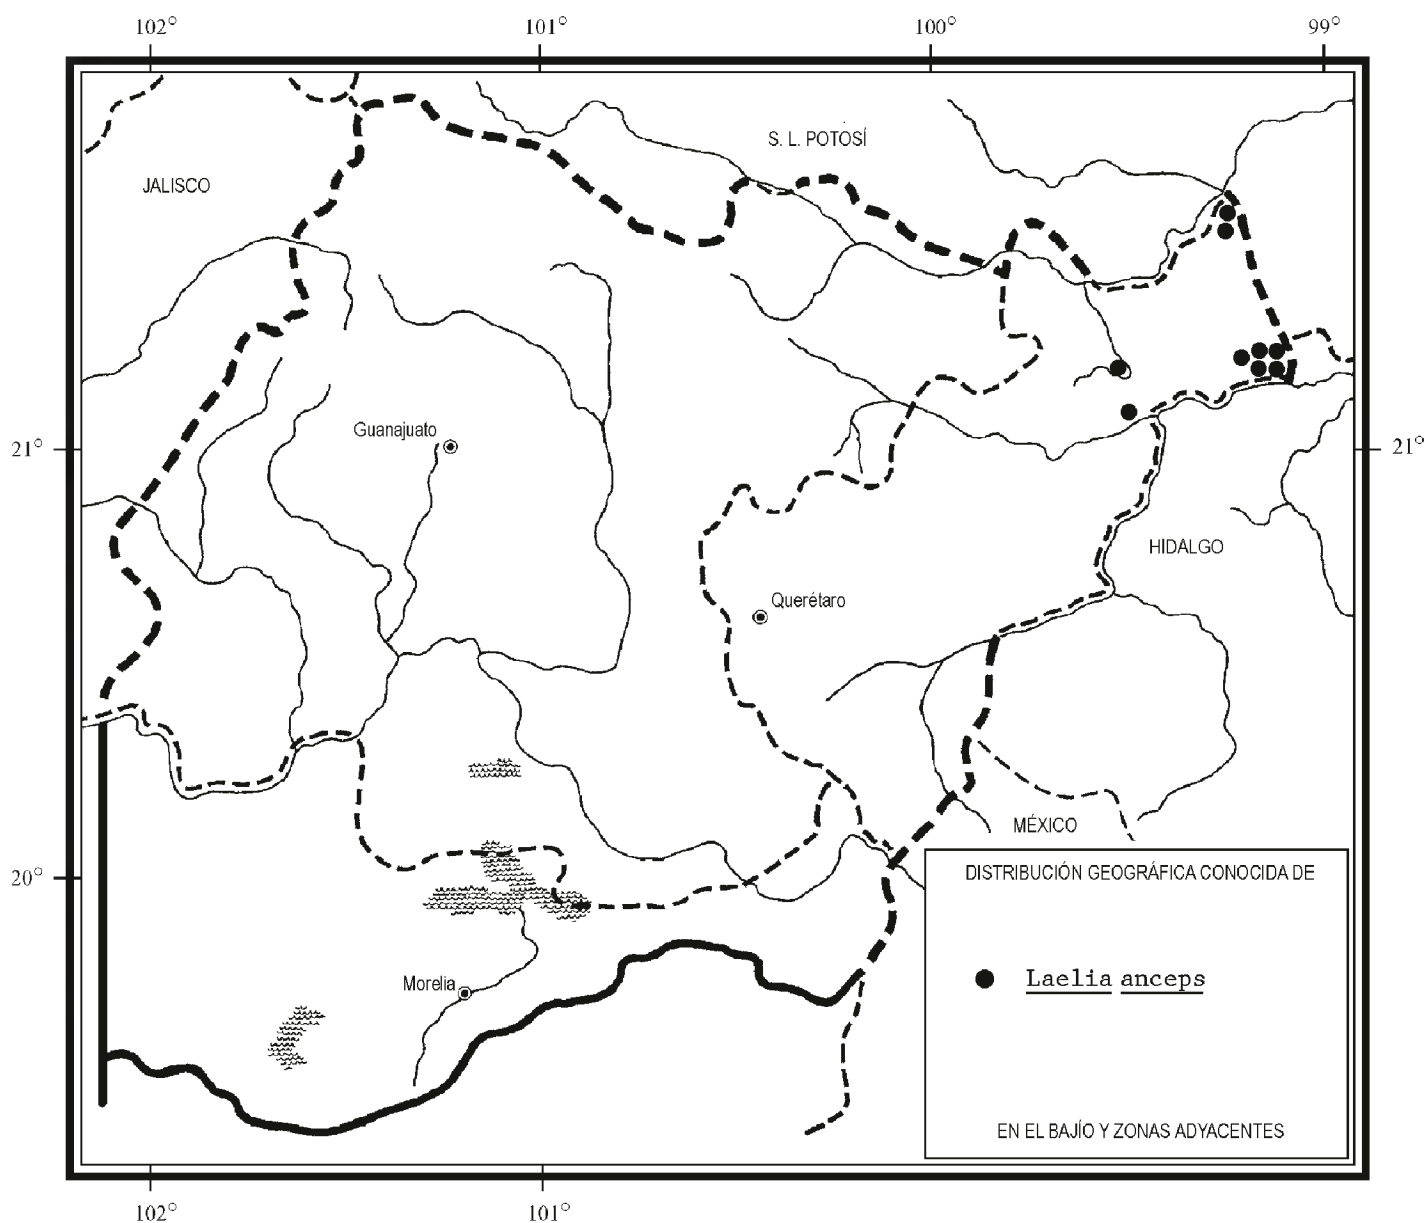 102° 101° 100° 99°
S. L. POTOSÍ
JALISCO
Guanajuato
21° 21°
HIDALGO
Querétaro
MÉXICO
20°
DISTRIBUCIÓN GEOGRÁFICA CONOCIDA DE
Morelia
Laelia anceps
EN EL BAJÍO Y ZONAS ADYACENTES
102° 101°